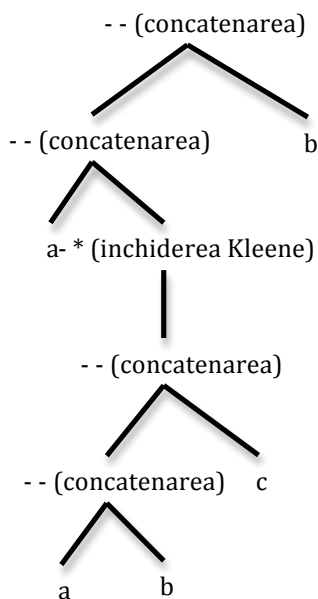 - - (concatenarea)
- - (concatenarea) b
a- * (inchiderea Kleene)
- - (concatenarea)
- - (concatenarea) c
a b